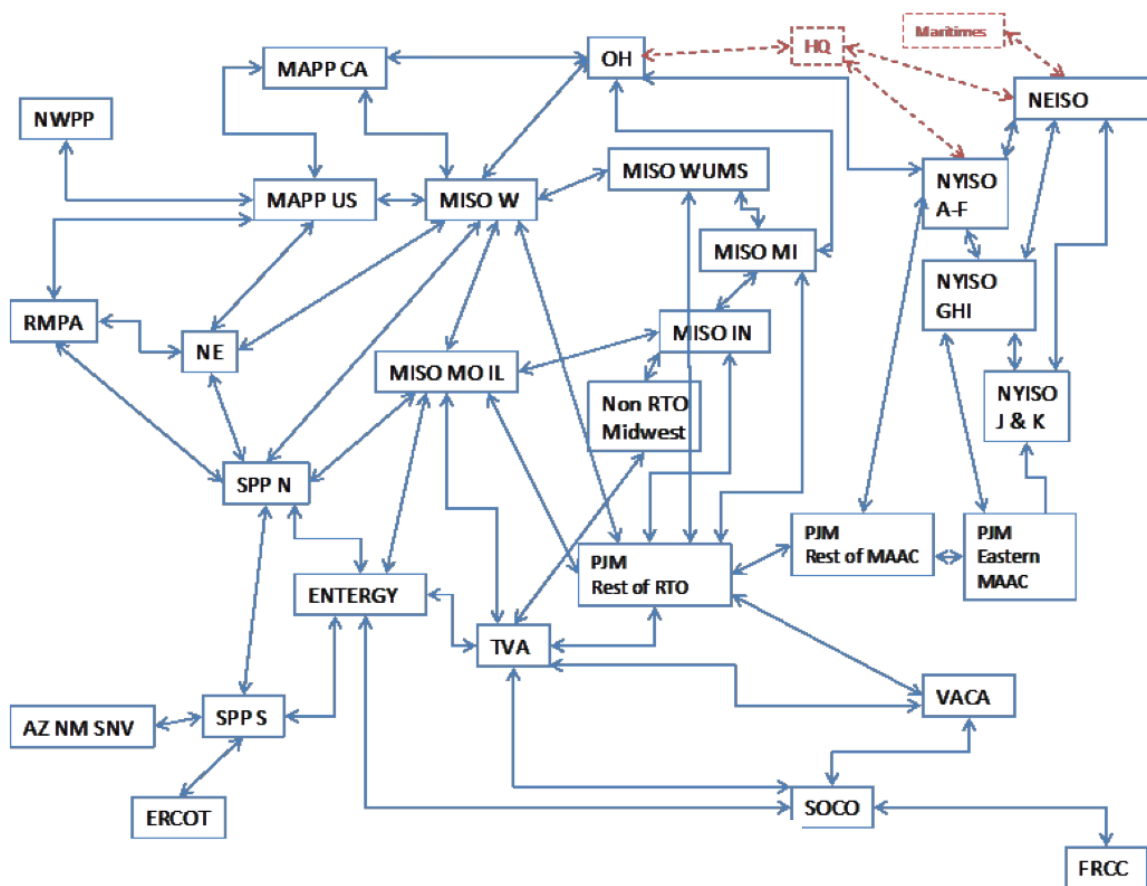 OH
HQ
Maritimes
MAPP CA
NEISO
NWPP
MISO WUMS
NYISO
A-F
MAPP US
MISO W
MISO MI
NYISO
GHI
RMPA
NE
MISO IN
MISO MO IL
Non RTO
Midwest
NYISO
J & K
SPP N
PJM
Rest of MAAC
PJM
Eastern
MAAC
PJM
Rest of RTO
ENTERGY
TVA
VACA
AZ NM SNV
SPP S
ERCOT
SOCO
FRCC